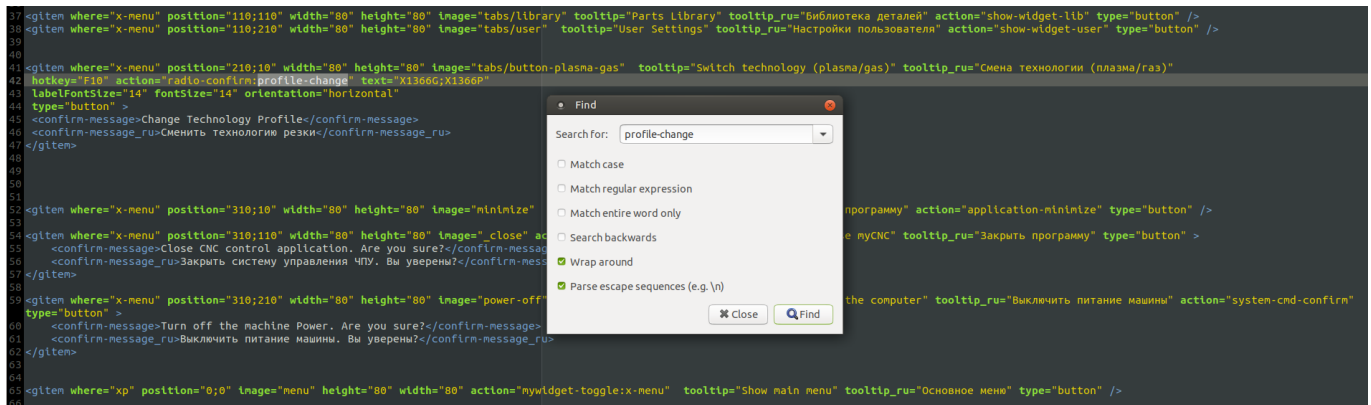 37 <gitem where="x-menu" position="110;110" width="80" height="80" image="tabs/library" tooltip="Parts Library" tooltip_ru="Библиотека деталей" action="show-widget-lib" type="button" />
38 <gitem where="x-menu" position="110;210" width="80" height="80" image="tabs/user"  tooltip="User Settings" tooltip_ru="Настройки пользователя" action="show-widget-user" type="button" />
39
40
41 <gitem where="x-menu" position="210;10" width="80" height="80" image="tabs/button-plasma-gas"  tooltip="Switch technology (plasma/gas)" tooltip_ru="Смена технологии (плазма/газ)"
42  hotkey="F10" action="radio-confirm:profile-change" text="X1366G;X1366P"
43  labelFontSize="14" fontSize="14" orientation="horizontal"
44  type="button" >
45  <confirm-message>Change Technology Profile</confirm-message>
46  <confirm-message_ru>Сменить технологию резки</confirm-message_ru>
47 </gitem>
48
49
50
51
52 <gitem where="x-menu" position="310;10" width="80" height="80" image="minimize" программу" action="application-minimize" type="button" />
53
54 <gitem where="x-menu" position="310;110" width="80" height="80" image="_close" ac e myCNC" tooltip_ru="Закрыть программу" type="button" >
55     <confirm-message>Close CNC control application. Are you sure?</confirm-messag
56     <confirm-message_ru>Закрыть систему управления ЧПУ. Вы уверены?</confirm-mess
57 </gitem>
58
59 <gitem where="x-menu" position="310;210" width="80" height="80" image="power-off" the computer" tooltip_ru="Выключить питание машины" action="system-cmd-confirm"
type="button" >
60     <confirm-message>Turn off the machine Power. Are you sure?</confirm-message>
61     <confirm-message_ru>Выключить питание машины. Вы уверены?</confirm-message_ru>
62 </gitem>
63
64
65 <gitem where="xp" position="0;0" image="menu" height="80" width="80" action="mywidget-toggle:x-menu"  tooltip="Show main menu" tooltip_ru="Основное меню" type="button" />
66
Find
Search for: profile-change
Match case
Match regular expression
Match entire word only
Search backwards
Wrap around
Parse escape sequences (e.g. \n)
Close Find